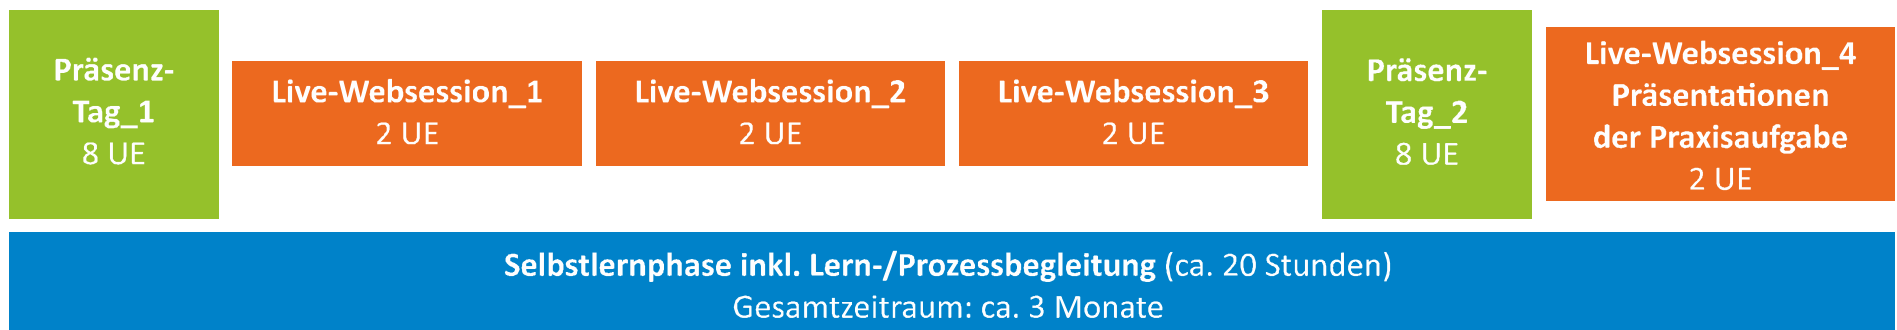 Präsenz-
Tag_1
8 UE
Live-Websession_1
2 UE
Live-Websession_2
2 UE
Live-Websession_3
2 UE
Präsenz-
Tag_2
8 UE
Live-Websession_4
Präsentationen
der Praxisaufgabe
2 UE
Selbstlernphase inkl. Lern-/Prozessbegleitung (ca. 20 Stunden)
Gesamtzeitraum: ca. 3 Monate